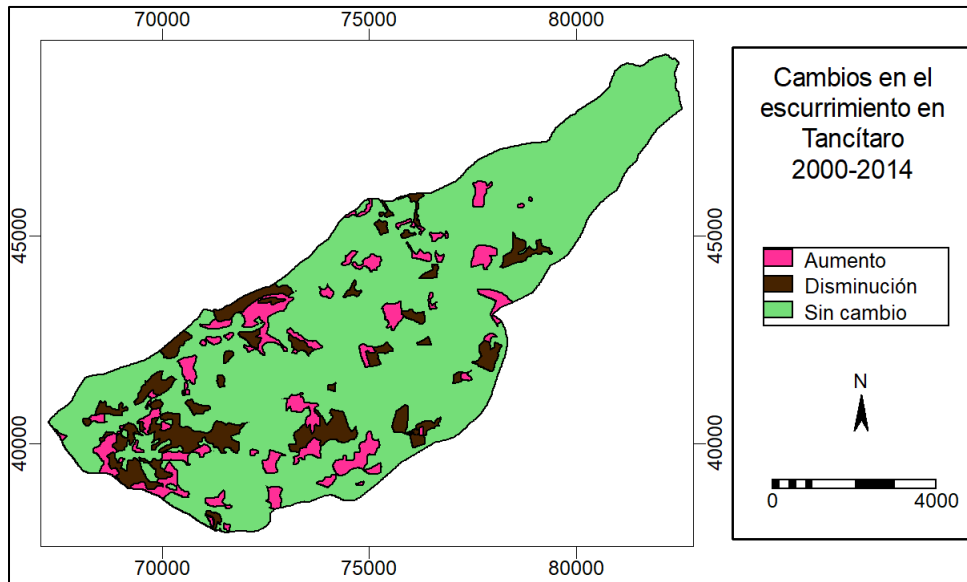 70000 75000 80000
45000
40000
45000
40000
70000 75000 80000
Cambios en el
escurrimiento en
Tancítaro
2000-2014
Aumento
Disminución
Sin cambio
N
0 4000